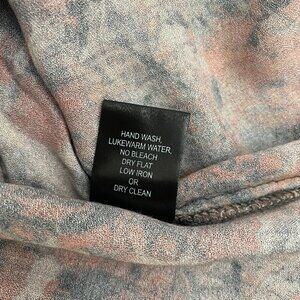 HAND WASH,
LUKEWARM WATER,
NO BLEACH
DRY FLAT
LOW IRON
OR
DRY CLEAN